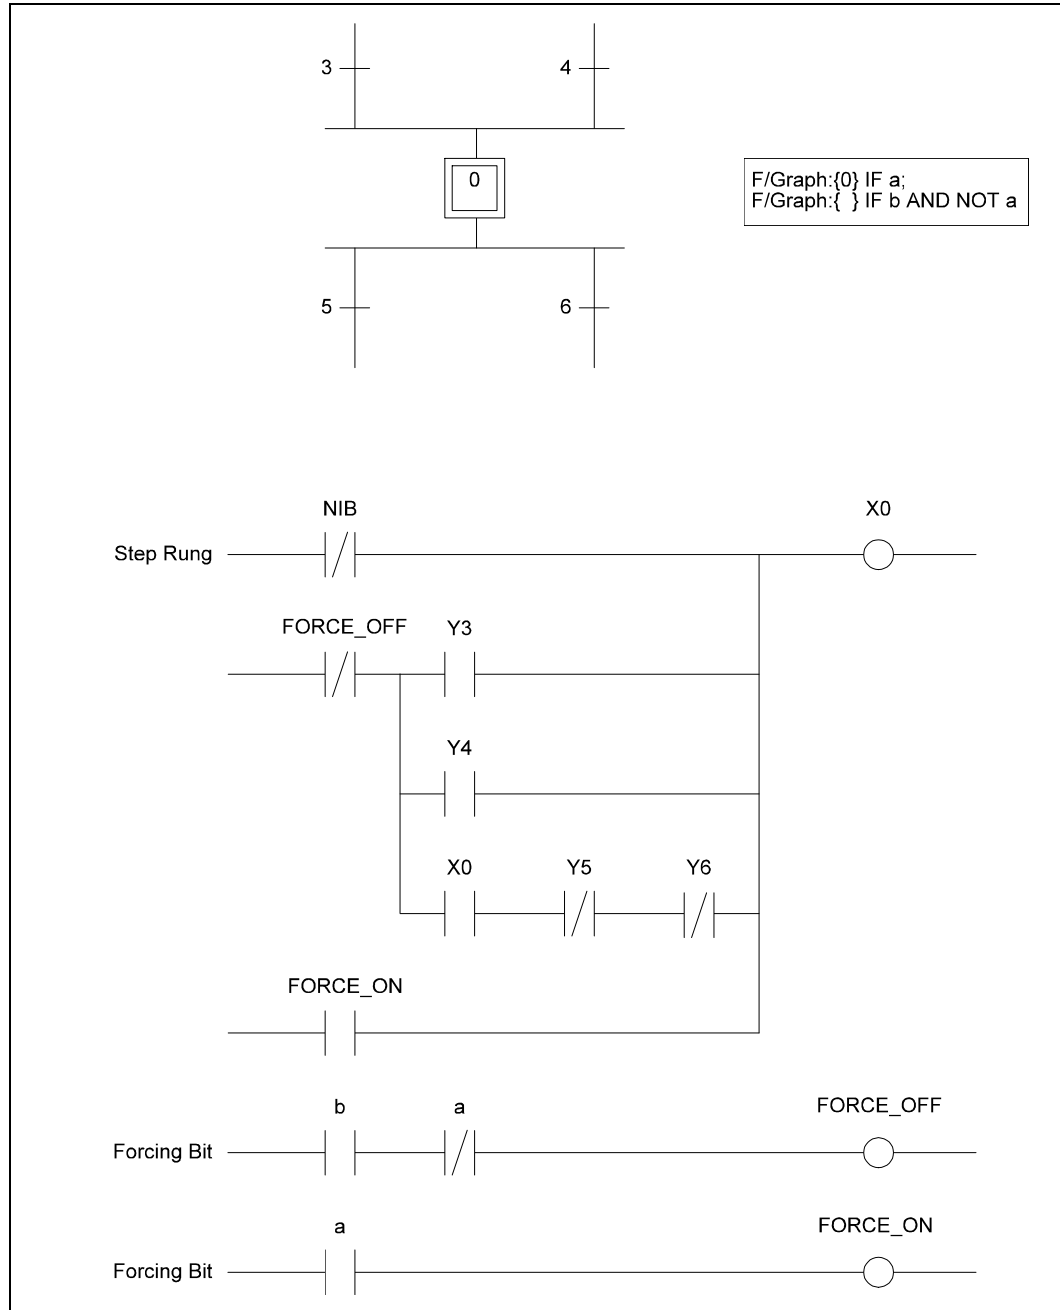 3 4
0
F/Graph:{0} IF a;
F/Graph:{ } IF b AND NOT a
5 6
NIB X0
Step Rung
FORCE_OFF Y3
Y4
X0 Y5 Y6
FORCE_ON
b a FORCE_OFF
Forcing Bit
a FORCE_ON
Forcing Bit